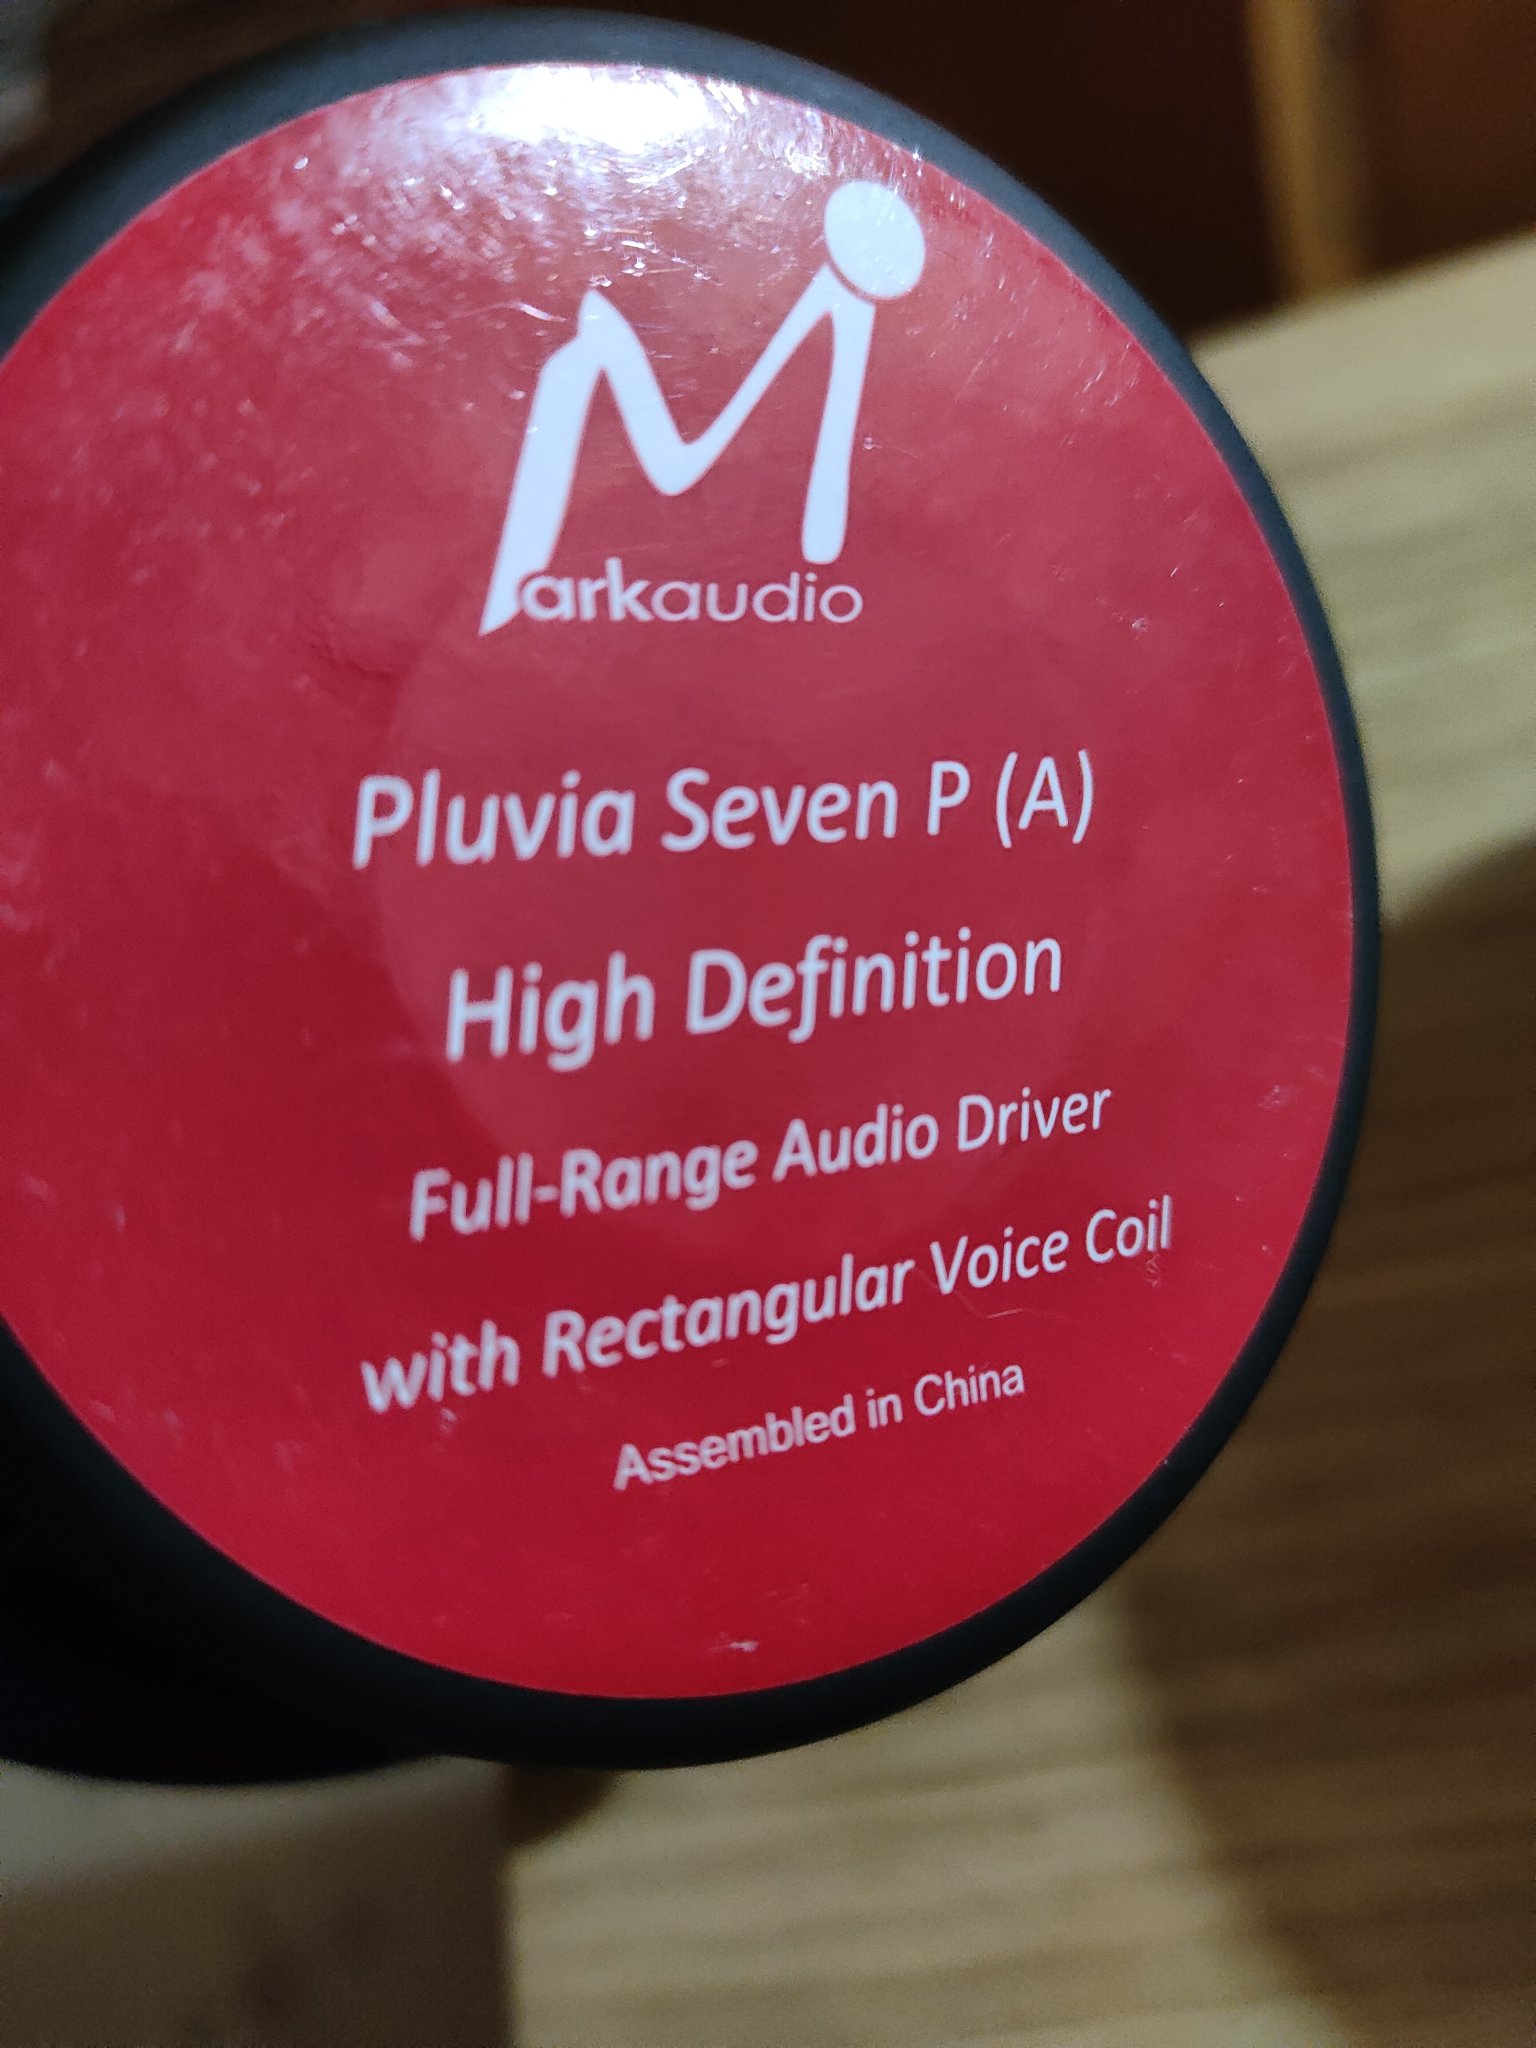 Markaudio
Pluvia Seven P (A)
High Definition
Full-Range Audio Driver
with Rectangular Voice Coil
Assembled in China